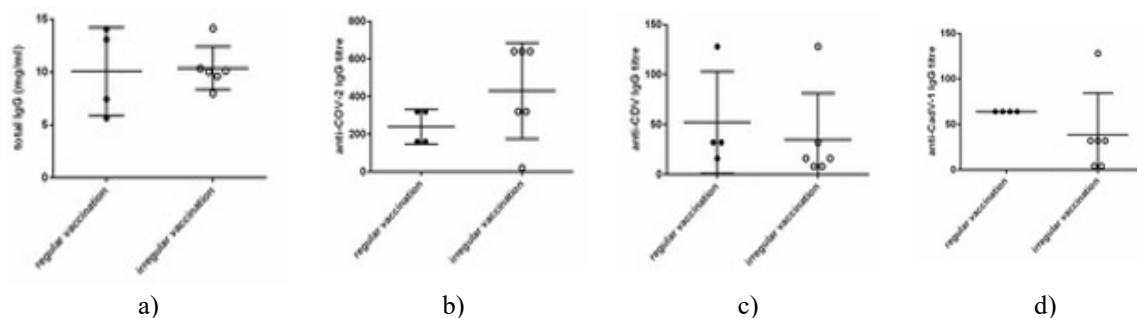 15
10
5
0
total IgG (mg/ml)
regular vaccination
irregular vaccination
a)
800
600
400
200
0
anti-COV-2 IgG titre
regular vaccination
irregular vaccination
b)
150
100
50
0
anti-CDV IgG titre
regular vaccination
irregular vaccination
c)
150
100
50
0
anti-CadV-1 IgG titre
regular vaccination
irregular vaccination
d)